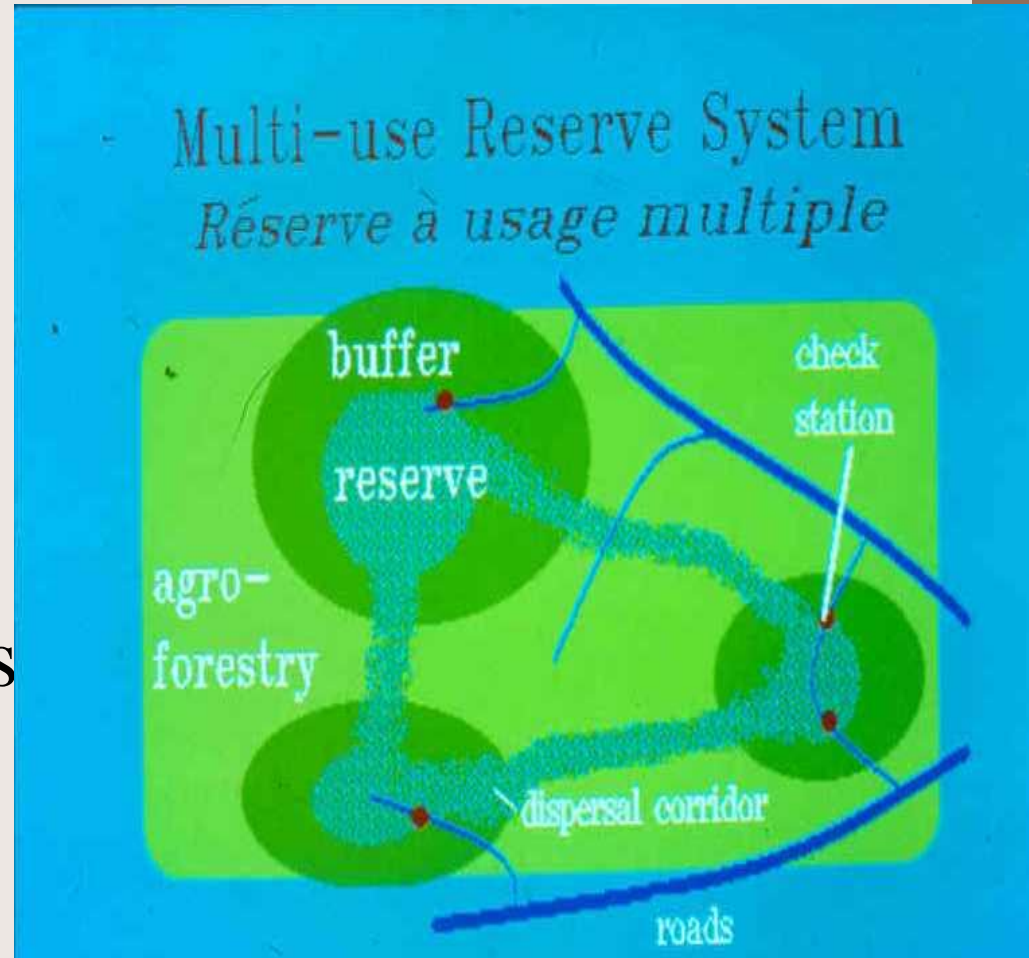 Multi-use Reserve System
Réserve à usage multiple
buffer
check
station
reserve
agro-
forestry
s
dispersal corridor
roads